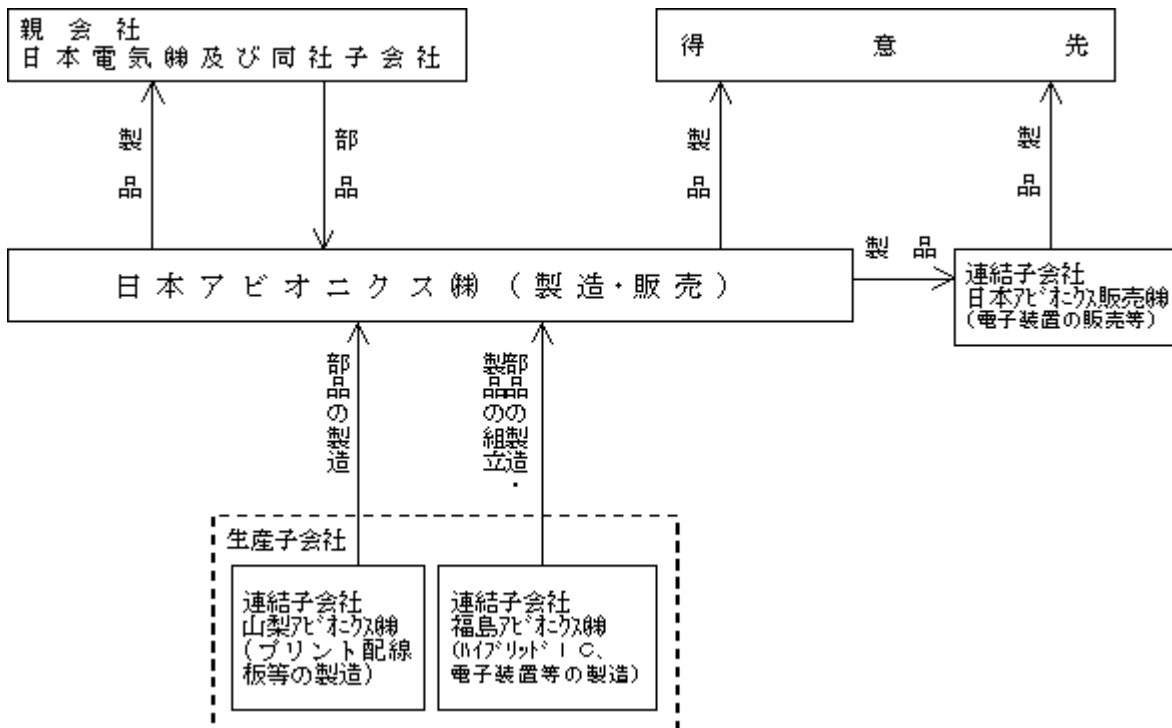 親会社
日本電気㈱及び同社子会社
得意先
製品
部品
製品
製品
日本アビオニクス㈱（製造・販売）
製品
連結子会社
日本ｱﾋﾞｵﾆｸｽ販売㈱
(電子装置の販売等)
部品の製造
部品の製造・
製品の組立
生産子会社
連結子会社
山梨ｱﾋﾞｵﾆｸｽ㈱
(プリント配線
板等の製造)
連結子会社
福島ｱﾋﾞｵﾆｸｽ㈱
(ﾊｲﾌﾞﾘｯﾄﾞＩＣ、
電子装置等の製造)